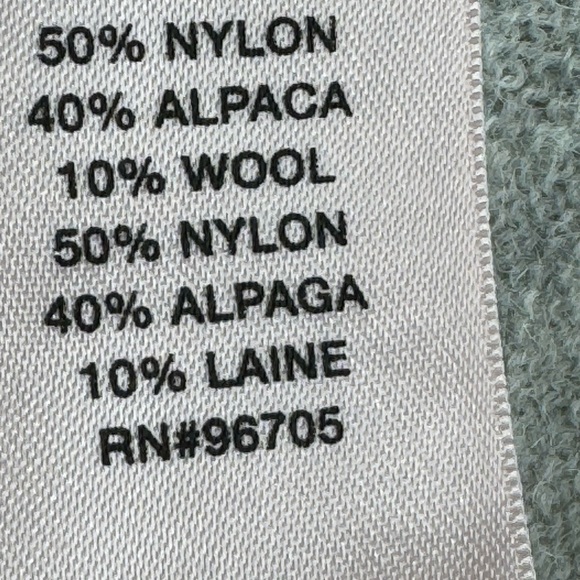 50% NYLON
40% ALPACA
10% WOOL
50% NYLON
40% ALPAGA
10% LAINE
RN#96705